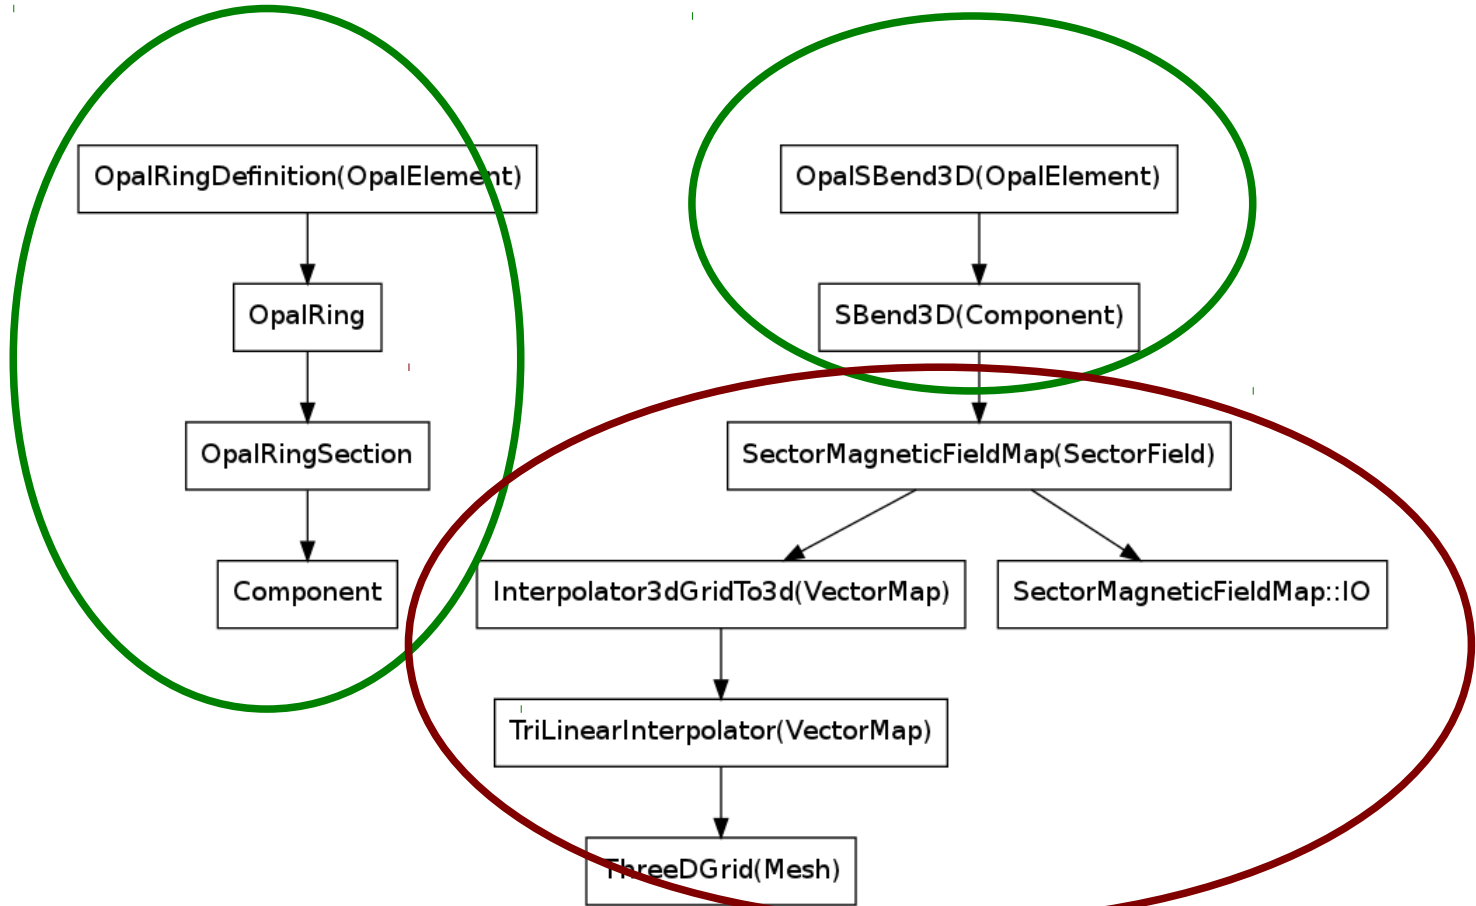 OpalRingDefinition(OpalElement)
OpalSBend3D(OpalElement)
OpalRing
SBend3D(Component)
OpalRingSection
SectorMagneticFieldMap(SectorField)
Component
Interpolator3dGridTo3d(VectorMap)
SectorMagneticFieldMap::IO
TriLinearInterpolator(VectorMap)
ThreeDGrid(Mesh)